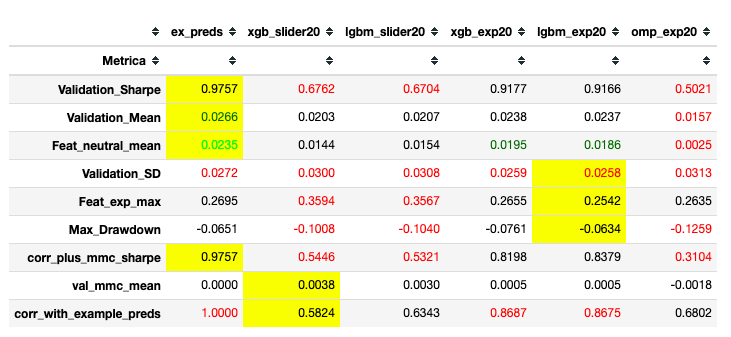 ex_preds xgb_slider20 lgbm_slider20 xgb_exp20 lgbm_exp20 omp_exp20
Metrica
Validation_Sharpe 0.9757 0.6762 0.6704 0.9177 0.9166 0.5021
Validation_Mean 0.0266 0.0203 0.0207 0.0238 0.0237 0.0157
Feat_neutral_mean 0.0235 0.0144 0.0154 0.0195 0.0186 0.0025
Validation_SD 0.0272 0.0300 0.0308 0.0259 0.0258 0.0313
Feat_exp_max 0.2695 0.3594 0.3567 0.2655 0.2542 0.2635
Max_Drawdown -0.0651 -0.1008 -0.1040 -0.0761 -0.0634 -0.1259
corr_plus_mmc_sharpe 0.9757 0.5446 0.5321 0.8198 0.8379 0.3104
val_mmc_mean 0.0000 0.0038 0.0030 0.0005 0.0005 -0.0018
corr_with_example_preds 1.0000 0.5824 0.6343 0.8687 0.8675 0.6802